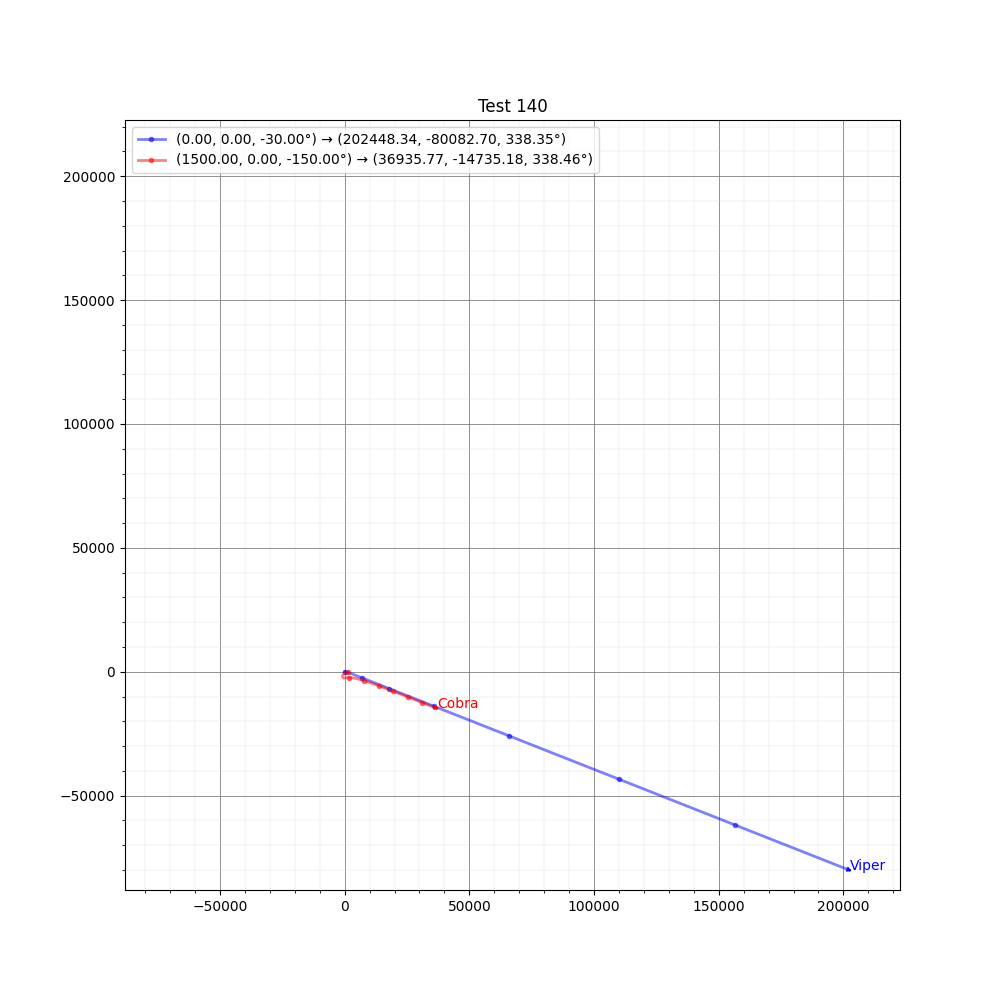 Test 140
(0.00, 0.00, -30.00°) → (202448.34, -80082.70, 338.35°)
(1500.00, 0.00, -150.00°) → (36935.77, -14735.18, 338.46°)
200000
150000
100000
50000
0
−50000
Cobra
Viper
−50000 0 50000 100000 150000 200000